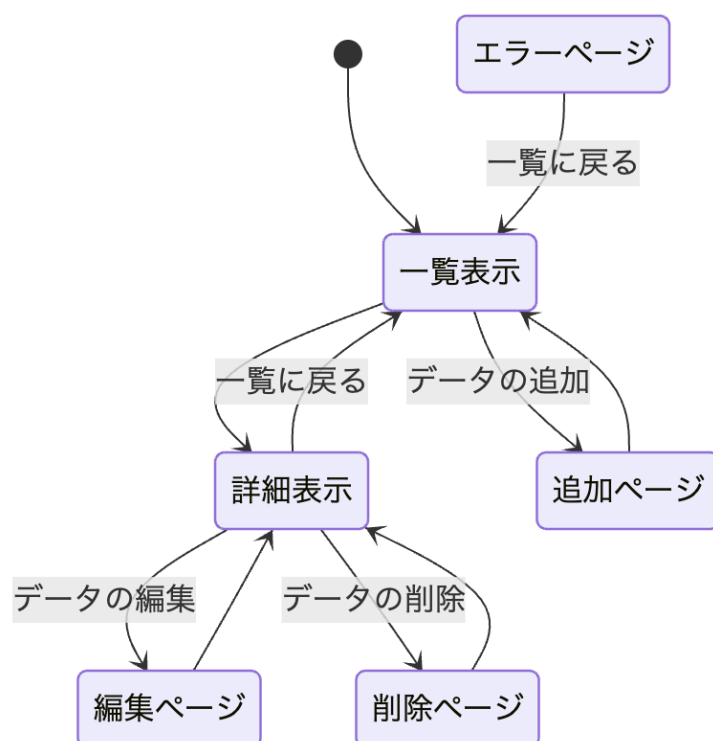 エラーページ
一覧に戻る
一覧表示
一覧に戻る
データの追加
詳細表示
追加ページ
データの編集
データの削除
編集ページ
削除ページ